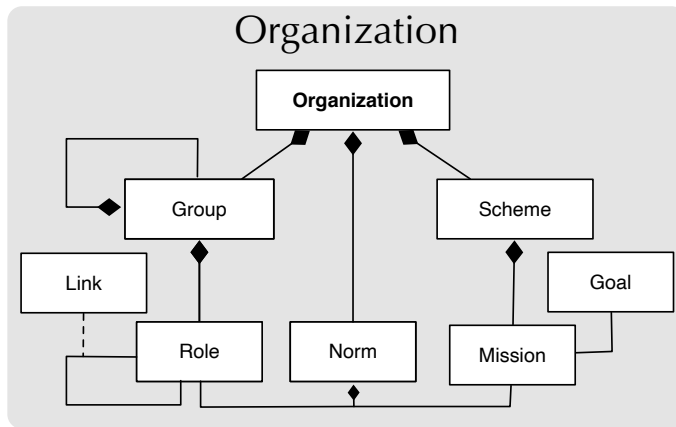 Organization
Organization
Group
Scheme
Link
Goal
Role
Norm
Mission